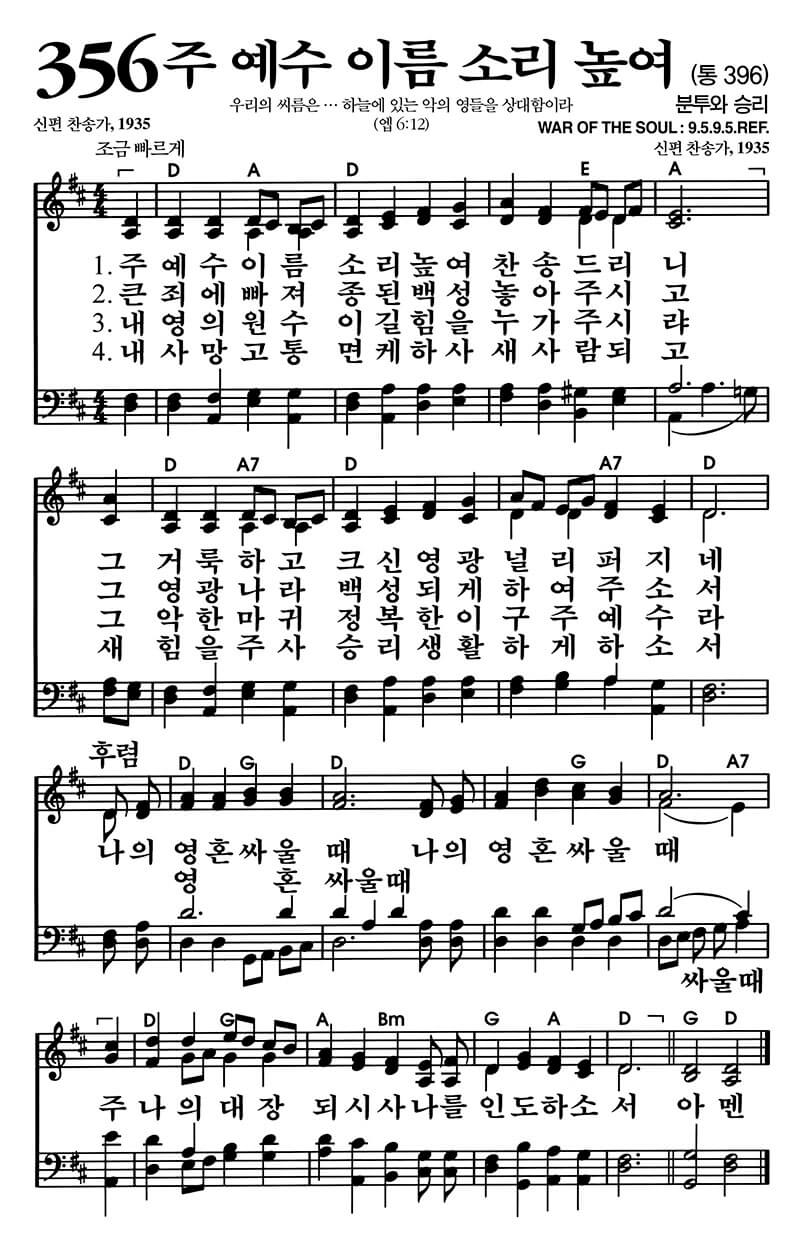 356 주 예수 이름 소리 높여 (통 396)
우리의 씨름은 … 하늘에 있는 악의 영들을 상대함이라
분투와 승리
신편 찬송가, 1935
(엡 6:12)
WAR OF THE SOUL : 9.5.9.5.REF.
조금 빠르게
신편 찬송가, 1935
D A D E A
1. 주 예 수 이 름 소 리 높 여 찬 송 드 리 니
2. 큰 죄 에 빠 져 종 된 백 성 놓 아 주 시 고
3. 내 영 의 원 수 이 길 힘 을 누 가 주 시 랴
4. 내 사 망 고 통 면 케 하 사 새 사 람 되 고
D A7 D A7 D
그 거 룩 하 고 크 신 영 광 널 리 퍼 지 네
그 영 광 나 라 백 성 되 게 하 여 주 소 서
그 악 한 마 귀 정 복 한 이 구 주 예 수 라
새 힘 을 주 사 승 리 생 활 하 게 하 소 서
후렴
D G D G D A7
나 의 영 혼 싸 울 때 나 의 영 혼 싸 울 때
영 혼 싸 울 때
싸 울 때
D G A Bm G A D G D
주 나 의 대 장 되 시 사 나 를 인 도 하 소 서 아 멘